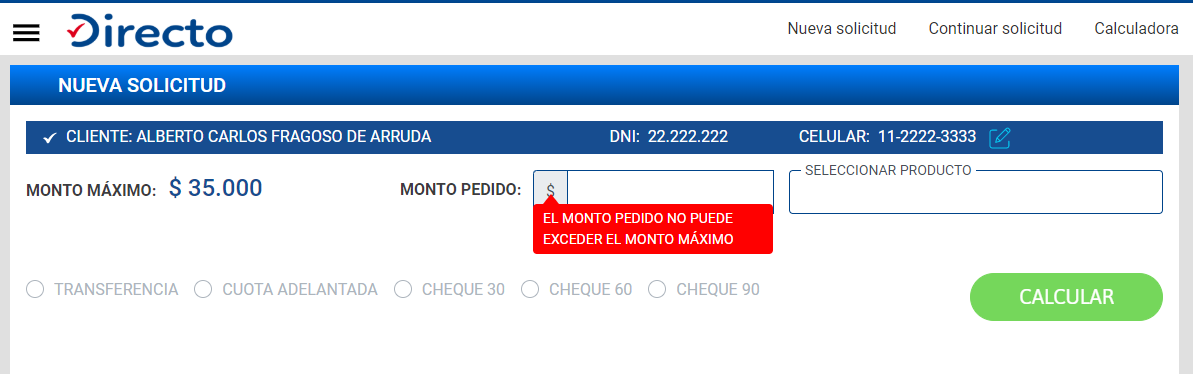 Directo
Nueva solicitud Continuar solicitud Calculadora
NUEVA SOLICITUD
CLIENTE: ALBERTO CARLOS FRAGOSO DE ARRUDA DNI: 22.222.222 CELULAR: 11-2222-3333
SELECCIONAR PRODUCTO
MONTO MÁXIMO: $ 35.000 MONTO PEDIDO: $
EL MONTO PEDIDO NO PUEDE
EXCEDER EL MONTO MÁXIMO
TRANSFERENCIA CUOTA ADELANTADA CHEQUE 30 CHEQUE 60 CHEQUE 90
CALCULAR